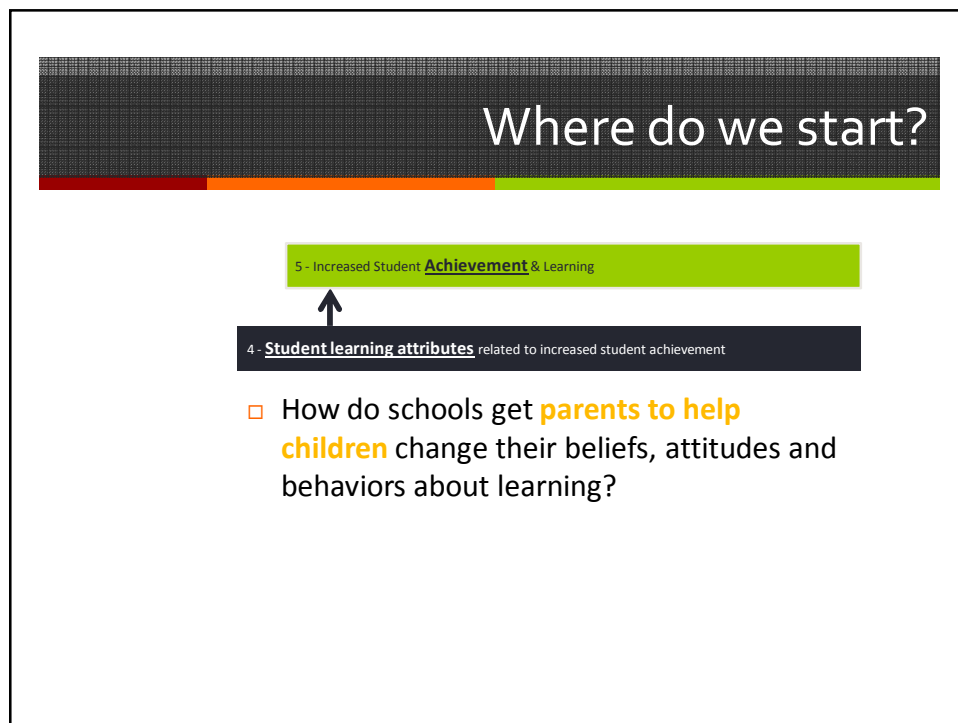 Where do we start?
5 - Increased Student Achievement & Learning
4 - Student learning attributes related to increased student achievement
How do schools get parents to help
children change their beliefs, attitudes and
behaviors about learning?